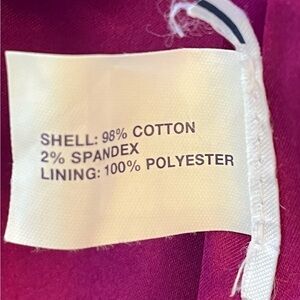 SHELL: 98% COTTON
2% SPANDEX
LINING: 100% POLYESTER